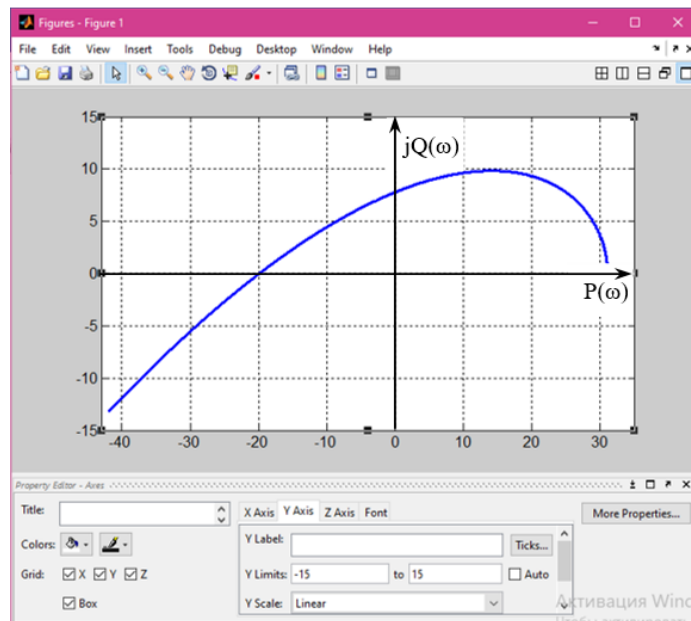 Figures - Figure 1
File Edit View Insert Tools Debug Desktop Window Help
15
jQ(ω)
10
5
0
P(ω)
-5
-10
-15
-40 -30 -20 -10 0 10 20 30
Property Editor - Axes
Title:
X Axis Y Axis Z Axis Font
More Properties...
Colors:
Y Label:
Ticks...
Grid: X Y Z
Y Limits: -15 to 15 Auto
Box
Y Scale: Linear
Активация Wind